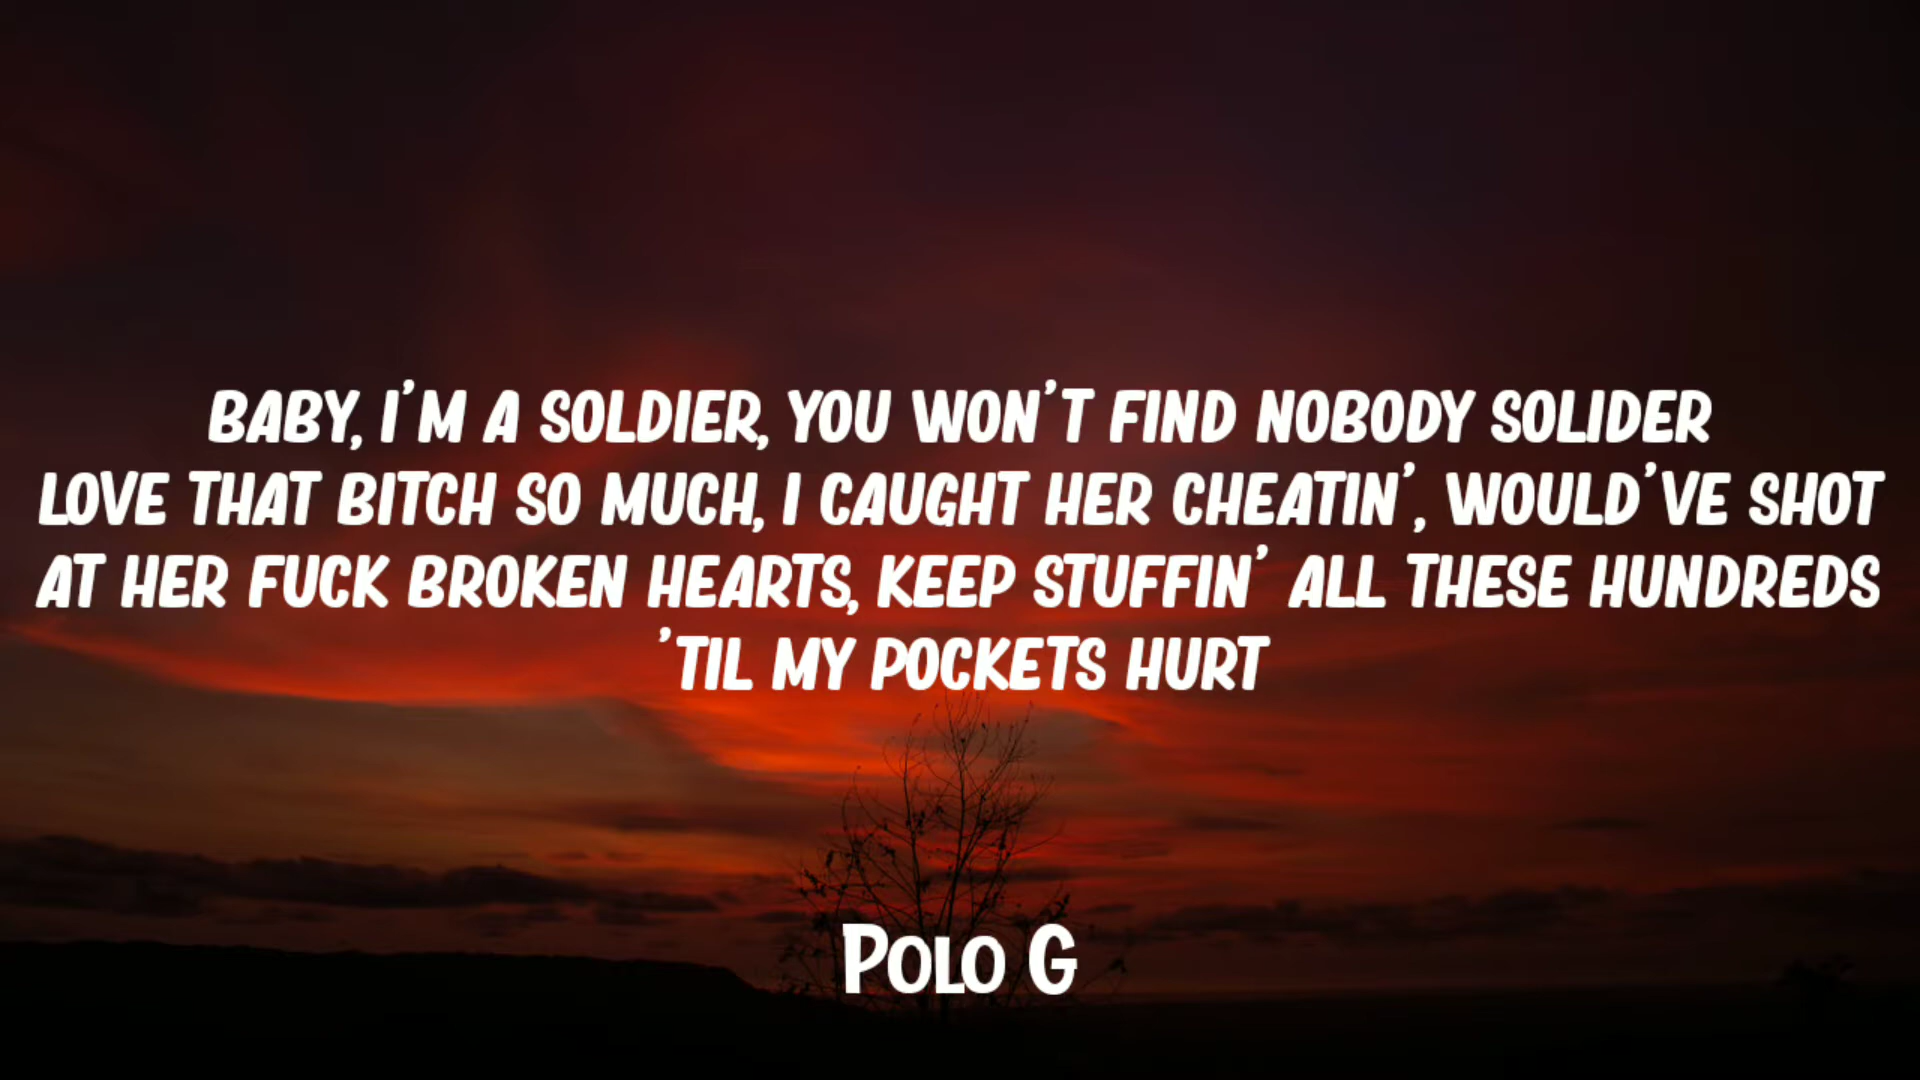 BABY, I'M A SOLDIER, YOU WON'T FIND NOBODY SOLIDER
LOVE THAT BITCH SO MUCH, I CAUGHT HER CHEATIN', WOULD'VE SHOT
AT HER FUCK BROKEN HEARTS, KEEP STUFFIN' ALL THESE HUNDREDS
'TIL MY POCKETS HURT
POLO G